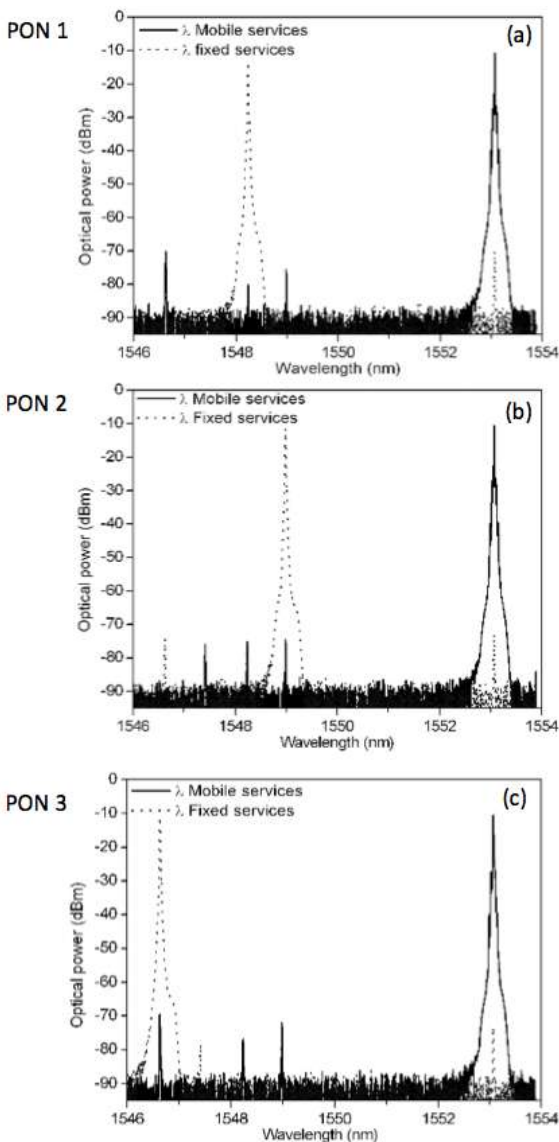 PON 1
(a)
λ Mobile services
λ fixed services
0
-10
-20
-30
-40
-50
-60
-70
-80
-90
Optical power (dBm)
1546
1548
1550
1552
1554
Wavelength (nm)
PON 2
(b)
λ Mobile services
λ Fixed services
0
-10
-20
-30
-40
-50
-60
-70
-80
-90
Optical power (dBm)
1546
1548
1550
1552
1554
Wavelength (nm)
PON 3
(c)
λ Mobile services
λ Fixed services
0
-10
-20
-30
-40
-50
-60
-70
-80
-90
Optical power (dBm)
1546
1548
1550
1552
1554
Wavelength (nm)